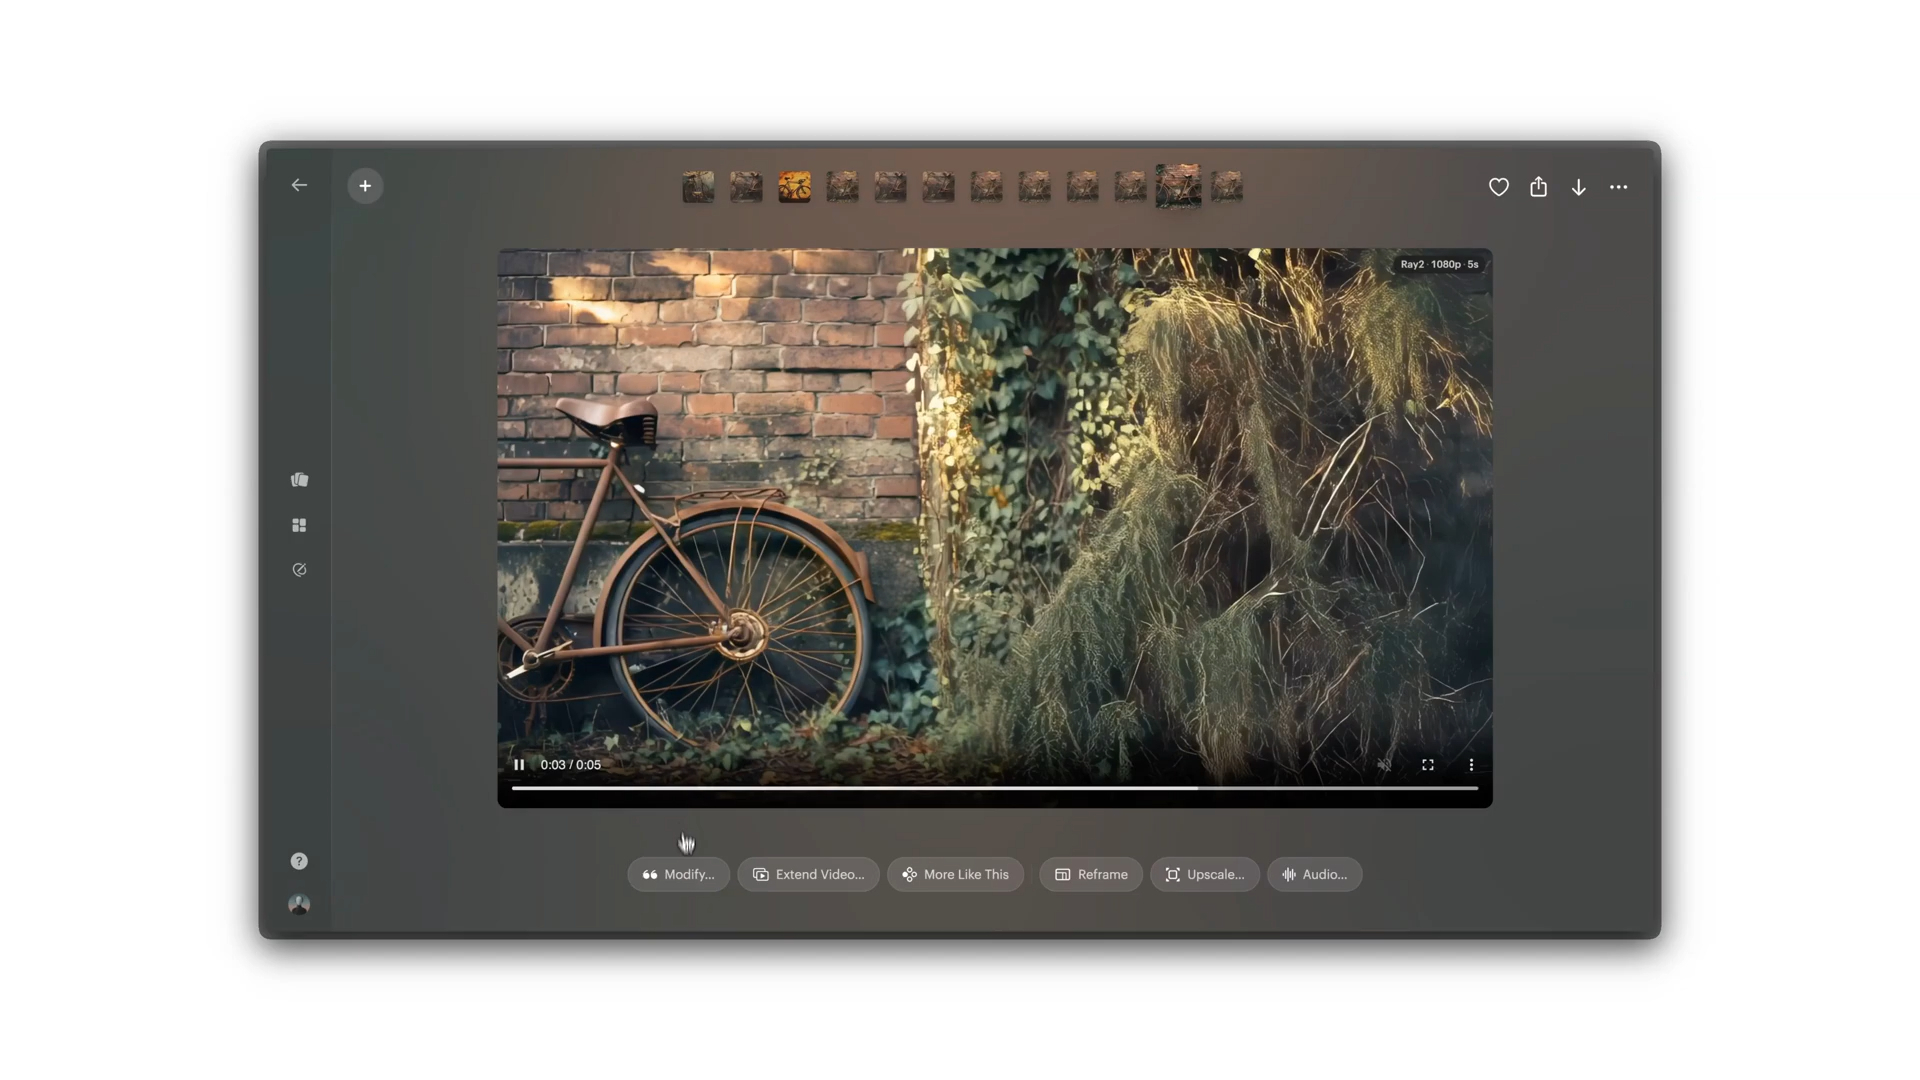 Ray2 · 1080p · 5s
0:03 / 0:05
Modify...
Extend Video...
More Like This
Reframe
Upscale...
Audio...
?